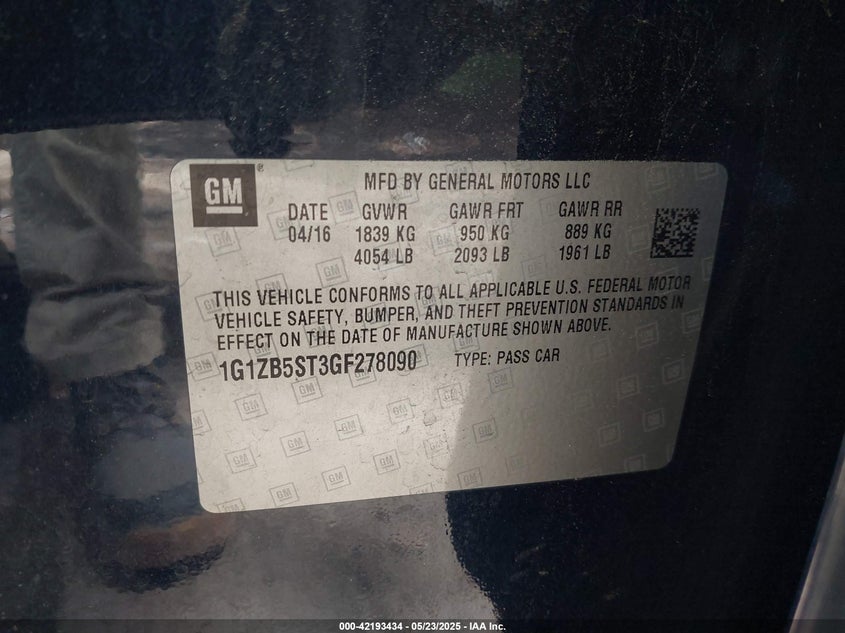 GM
MFD BY GENERAL MOTORS LLC
DATE GVWR GAWR FRT GAWR RR
04/16 1839 KG 950 KG 889 KG
4054 LB 2093 LB 1961 LB
THIS VEHICLE CONFORMS TO ALL APPLICABLE U.S. FEDERAL MOTOR
VEHICLE SAFETY, BUMPER, AND THEFT PREVENTION STANDARDS IN
EFFECT ON THE DATE OF MANUFACTURE SHOWN ABOVE.
1G1ZB5ST3GF278090 TYPE: PASS CAR
000-42193434 - 05/23/2025 - IAA Inc.